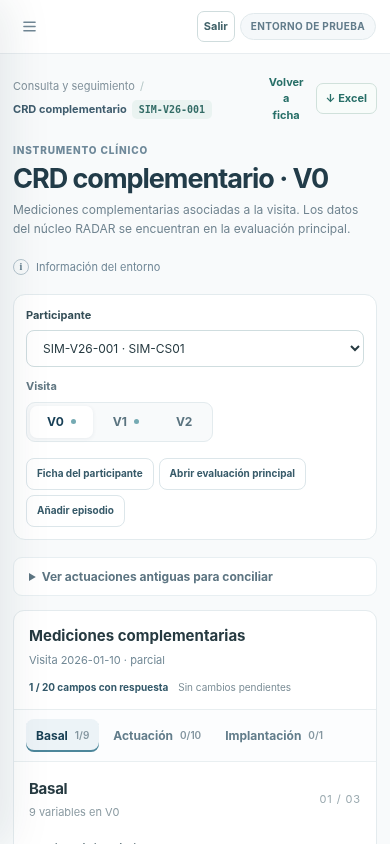 Salir
ENTORNO DE PRUEBA
Consulta y seguimiento /
CRD complementario SIM-V26-001
Volver
a
ficha
↓ Excel
INSTRUMENTO CLÍNICO
CRD complementario · V0
Mediciones complementarias asociadas a la visita. Los datos
del núcleo RADAR se encuentran en la evaluación principal.
i Información del entorno
Participante
SIM-V26-001 · SIM-CS01
Visita
V0 V1 V2
Ficha del participante Abrir evaluación principal
Añadir episodio
Ver actuaciones antiguas para conciliar
Mediciones complementarias
Visita 2026-01-10 · parcial
1 / 20 campos con respuesta Sin cambios pendientes
Basal 1/9 Actuación 0/10 Implantación 0/1
Basal
01 / 03
9 variables en V0